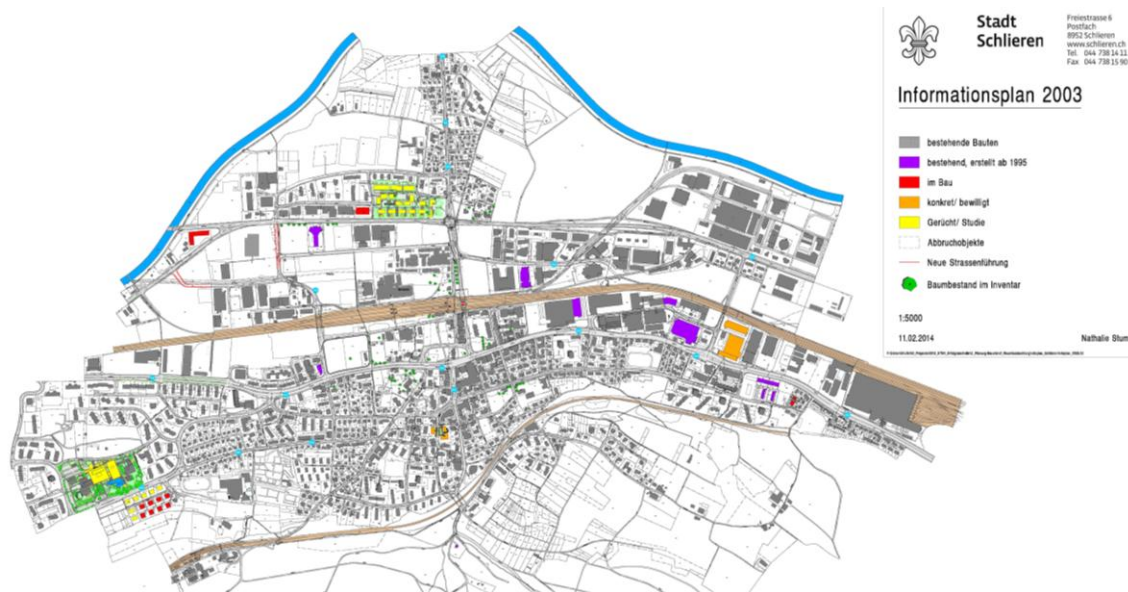 Stadt
Schlieren
Freiestrasse 6
Postfach
8952 Schlieren
www.schlieren.ch
Tel. 044 738 14 11
Fax 044 738 15 90
Informationsplan 2003
bestehende Bauten
bestehend, erstellt ab 1995
im Bau
konkret/ bewilligt
Gerücht/ Studie
Abbruchobjekte
Neue Strassenführung
Baumbestand im Inventar
1:5000
11.02.2014
Nathalie Stum